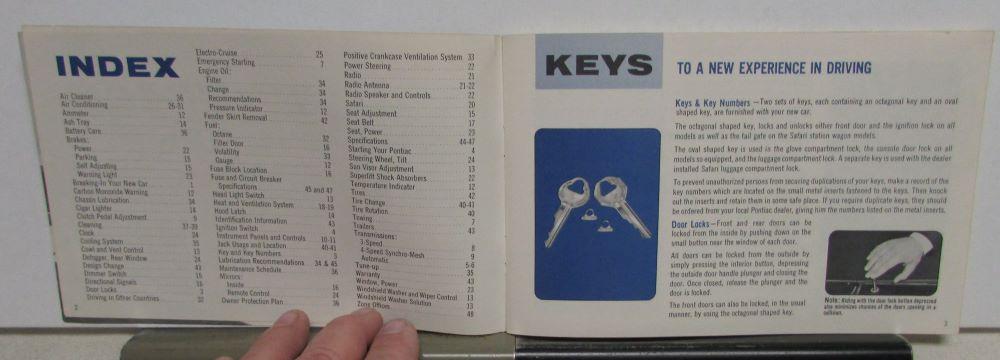 INDEX
Air Cleaner 36
Air Conditioning 26-31
Ammeter 12
Ash Tray 14
Battery Care 36
Brakes:
Power 22
Parking 15
Self Adjusting 15
Warning Light 23
Breaking-In Your New Car 1
Carbon Monoxide Warning 17
Chassis Lubrication 34
Cigar Lighter 14
Clutch Pedal Adjustment 9
Cleaning 37-39
Clock 24
Cooling System 35
Cowl and Vent Control 13
Defogger, Rear Window 24
Design Change 43
Dimmer Switch 15
Directional Signals 16
Door Locks 3
Driving in Other Countries 32
2
Electro-Cruise 25
Emergency Starting 7
Engine Oil:
Filter 34
Change 34
Recommendations 34
Pressure Indicator 12
Fender Skirt Removal 42
Fuel:
Octane 32
Filler Door 16
Volatility 33
Gauge 12
Fuse Block Location 16
Fuse and Circuit Breaker
Specifications 45 and 47
Head Light Switch 13
Heat and Ventilation System 18-19
Hood Latch 14
Identification Information 43
Ignition Switch 4
Instrument Panels and Controls 10-11
Jack Usage and Location 40-41
Key and Key Numbers 3
Lubrication Recommendations 34 & 45
Maintenance Schedule 36
Mirrors:
Inside 16
Remote Control 24
Owner Protection Plan 36
Positive Crankcase Ventilation System 33
Power Steering 22
Radio 21
Radio Antenna 21-22
Radio Speaker and Controls 22
Safari 20
Seat Adjustment 15
Seat Belt 17
Seat, Power 23
Specifications 44-47
Starting Your Pontiac 4
Steering Wheel, Tilt 24
Sun Visor Adjustment 13
Superlift Shock Absorbers 22
Temperature Indicator 12
Tires 42
Tire Change 40-41
Tire Rotation 40
Towing 7
Trailers 43
Transmissions:
3-Speed 8
4-Speed Synchro-Mesh 9
Automatic 5-6
Tune-up 35
Warranty 43
Window, Power 23
Windshield Washer and Wiper Control 13
Windshield Washer Solution 13
Zone Offices 48
KEYS
TO A NEW EXPERIENCE IN DRIVING
Keys & Key Numbers—Two sets of keys, each containing an octagonal key and an oval
shaped key, are furnished with your new car.
The octagonal shaped key, locks and unlocks either front door and the ignition lock on all
models as well as the tail gate on the Safari station wagon models.
The oval shaped key is used in the glove compartment lock, the console door lock on all
models so equipped, and the luggage compartment lock. A separate key is used with the dealer
installed Safari luggage compartment lock.
To prevent unauthorized persons from securing duplications of your keys, make a record of the
key numbers which are located on the small metal inserts fastened to the keys. Then knock
out the inserts and retain them in some safe place. If you require duplicate keys, they should
be ordered from your local Pontiac dealer, giving him the numbers listed on the metal inserts.
Door Locks—Front and rear doors can be
locked from the inside by pushing down on the
small button near the window of each door.
All doors can be locked from the outside by
simply pressing the interior button, depressing
the outside door handle plunger and closing the
door. Once closed, release the plunger and the
door is locked.
The front doors can also be locked, in the usual
manner, by using the octagonal shaped key.
Note: Riding with the door lock button depressed
also minimizes chances of the doors opening in a
collision.
3